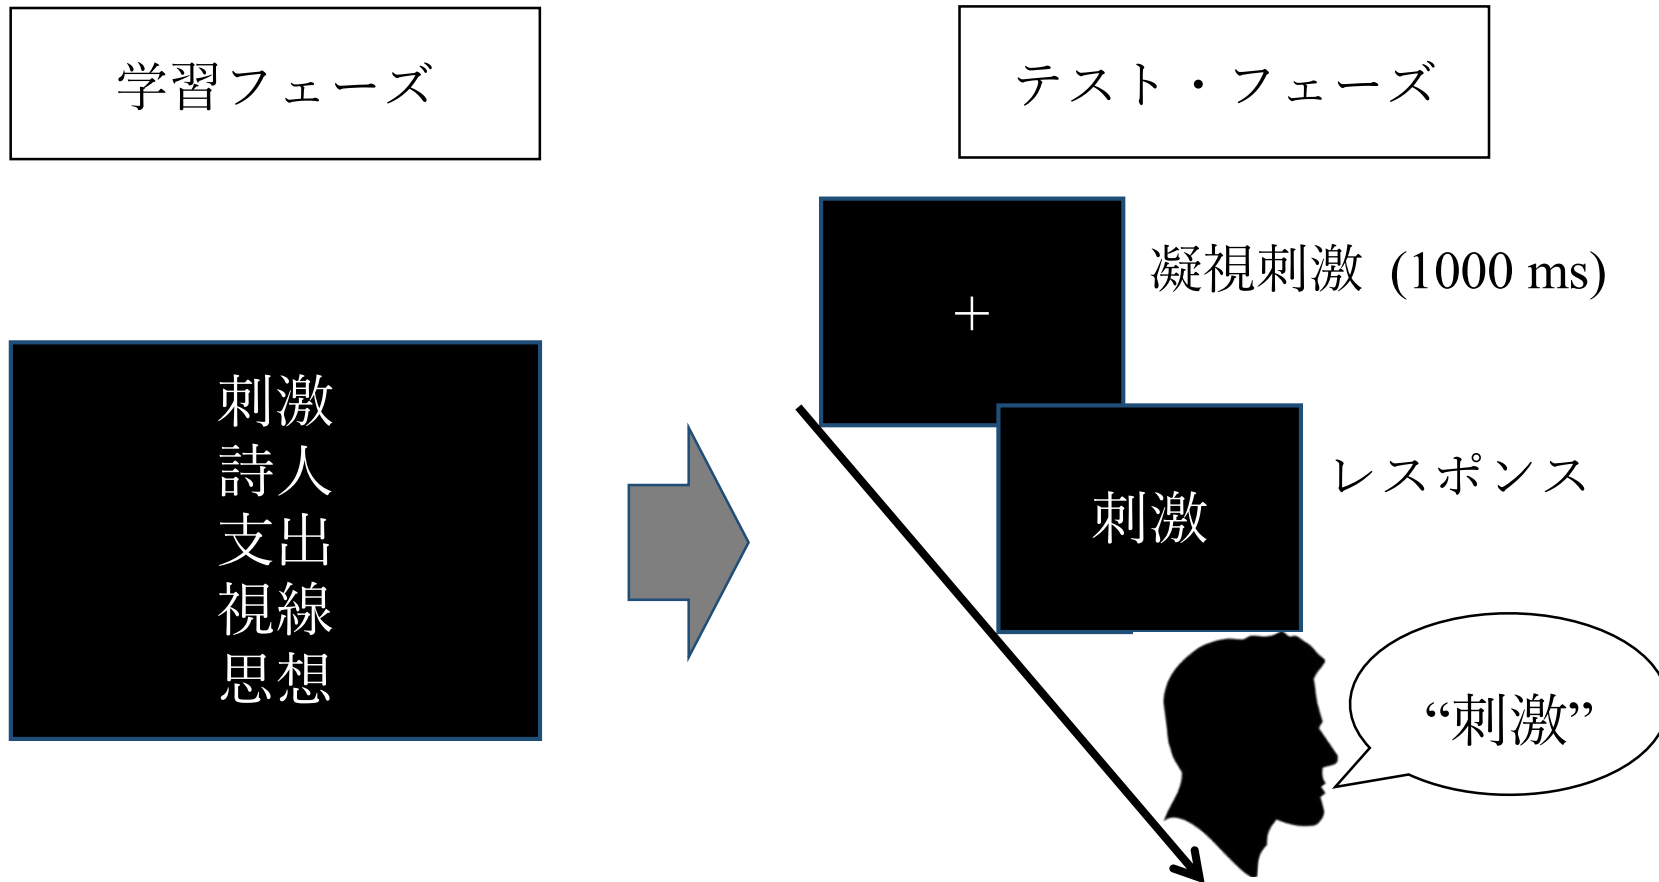 学習フェーズ
刺激
詩人
支出
視線
思想
テスト・フェーズ
+
凝視刺激 (1000 ms)
刺激
レスポンス
“刺激”